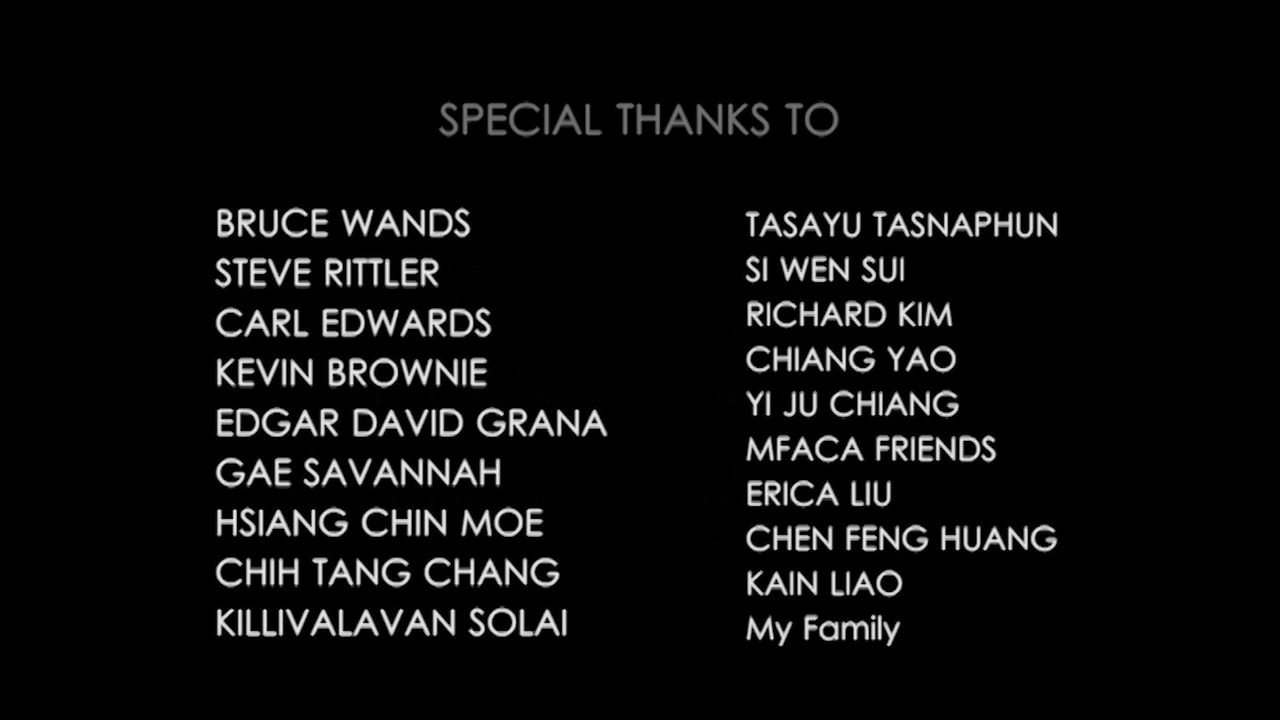 SPECIAL THANKS TO
BRUCE WANDS
STEVE RITTLER
CARL EDWARDS
KEVIN BROWNIE
EDGAR DAVID GRANA
GAE SAVANNAH
HSIANG CHIN MOE
CHIH TANG CHANG
KILLIVALAVAN SOLAI
TASAYU TASNAPHUN
SI WEN SUI
RICHARD KIM
CHIANG YAO
YI JU CHIANG
MFACA FRIENDS
ERICA LIU
CHEN FENG HUANG
KAIN LIAO
My Family